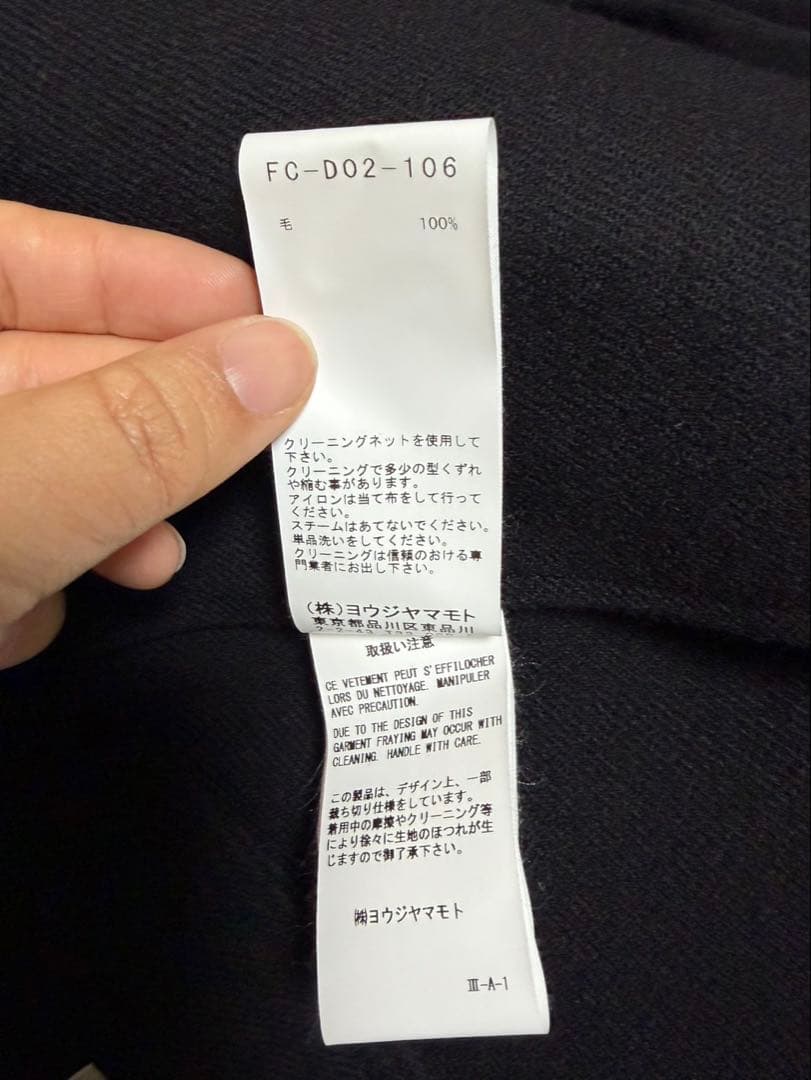 FC-D02-106
毛 100%
クリーニングネットを使用して
下さい。
クリーニングで多少の型くずれ
や縮む事があります。
アイロンは当て布をして行って
ください。
スチームはあてないでください。
単品洗いをしてください。
クリーニングは信頼のおける専
門業者にお出し下さい。
(株)ヨウジヤマモト
東京都品川区東品川
取扱い注意
CE VETEMENT PEUT S'EFFILOCHER
LORS DU NETTOYAGE. MANIPULER
AVEC PRECAUTION.
DUE TO THE DESIGN OF THIS
GARMENT FRAYING MAY OCCUR WITH
CLEANING. HANDLE WITH CARE.
この製品は、デザイン上、一部
裁ち切り仕様をしています。
着用中の摩擦やクリーニング等
により徐々に生地のほつれが生
じますので御了承下さい。
㈱ヨウジヤマモト
Ⅲ-A-1